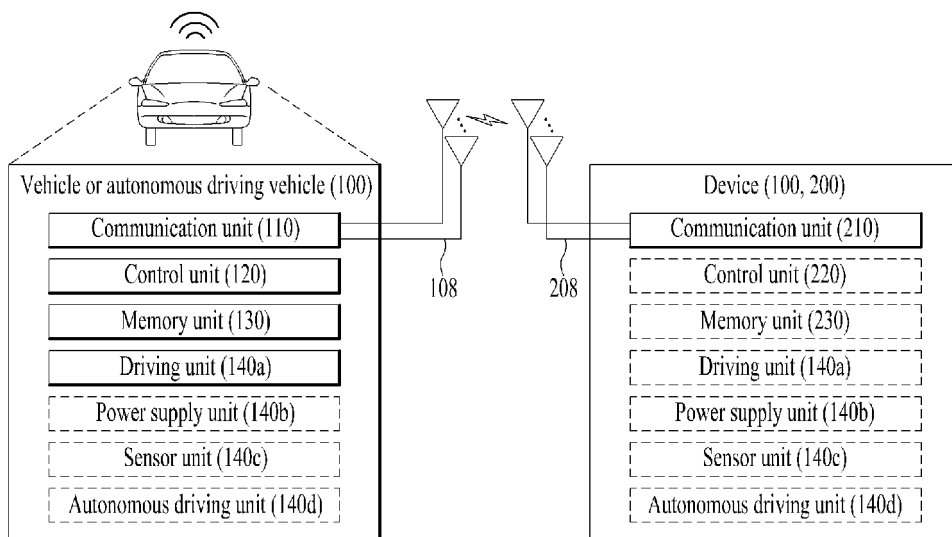 Vehicle or autonomous driving vehicle (100)
Communication unit (110)
Control unit (120)
Memory unit (130)
Driving unit (140a)
Power supply unit (140b)
Sensor unit (140c)
Autonomous driving unit (140d)
108
208
Device (100, 200)
Communication unit (210)
Control unit (220)
Memory unit (230)
Driving unit (140a)
Power supply unit (140b)
Sensor unit (140c)
Autonomous driving unit (140d)